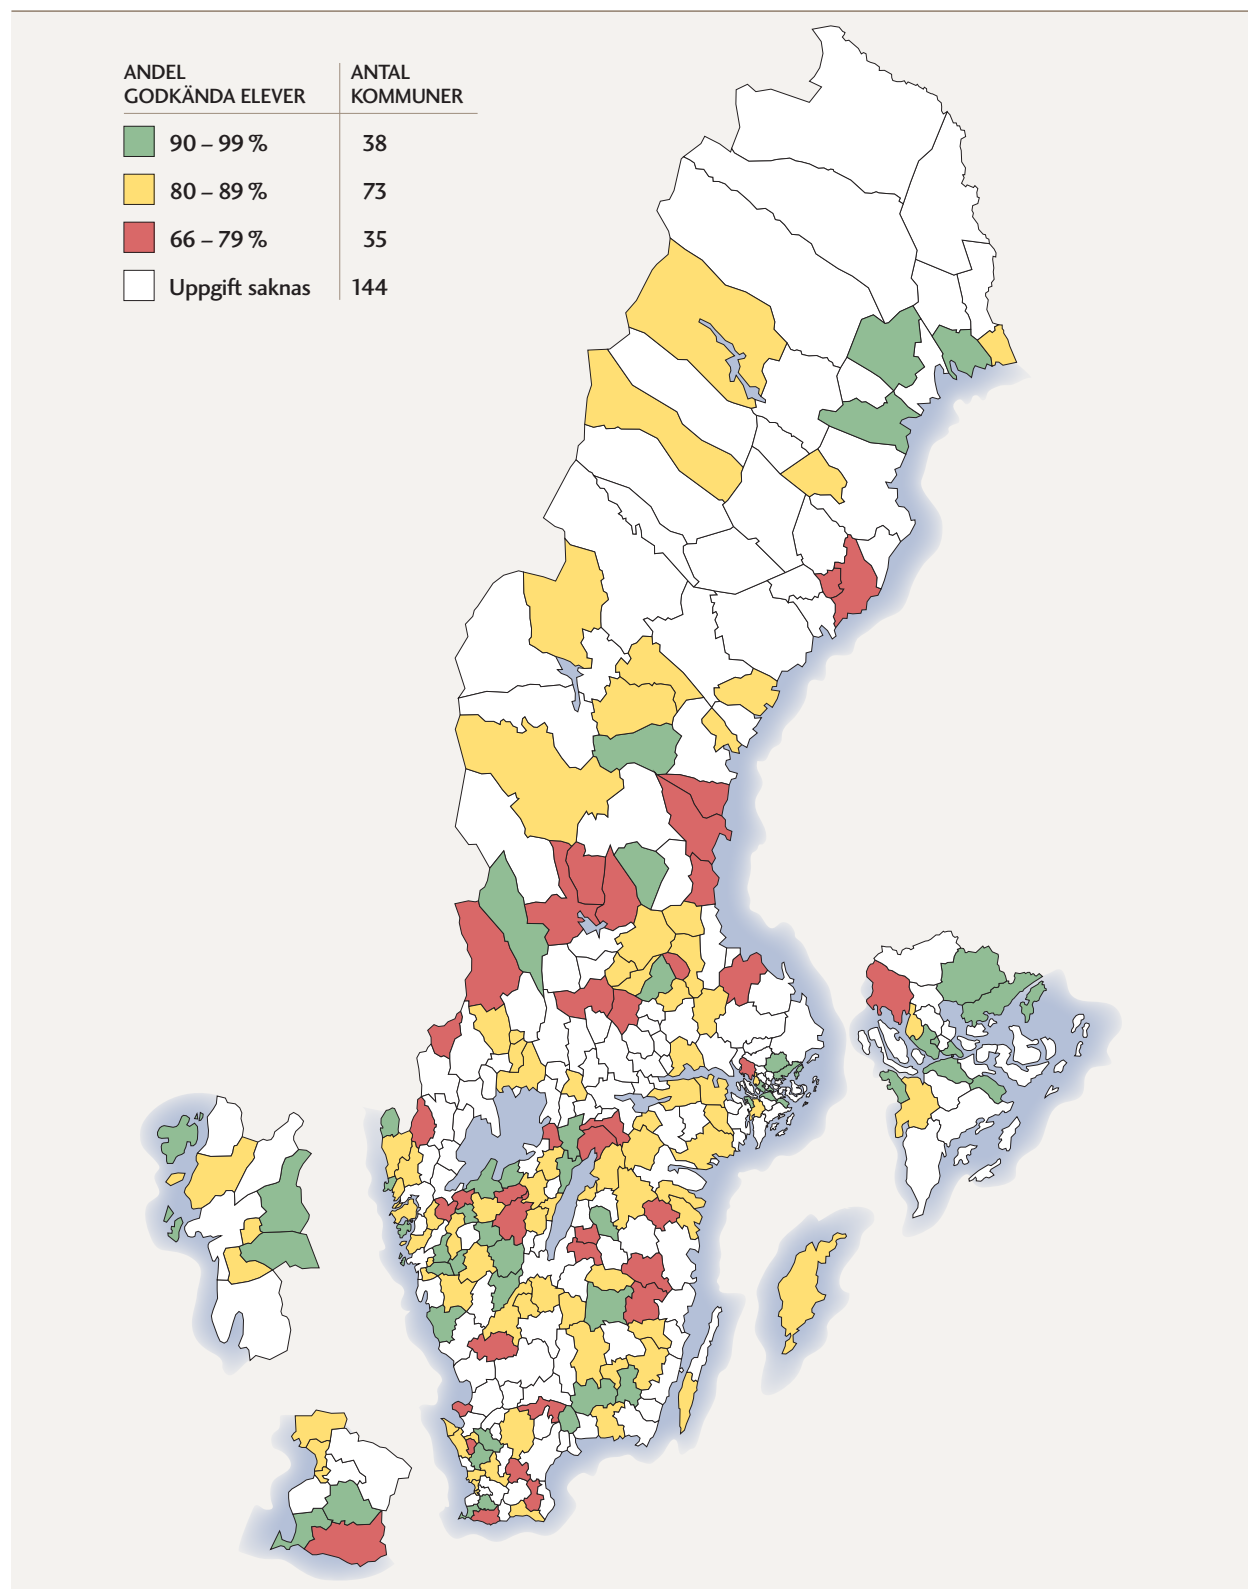 ANDEL
GODKÄNDA ELEVER
ANTAL
KOMMUNER
90 – 99 % 38
80 – 89 % 73
66 – 79 % 35
Uppgift saknas 144